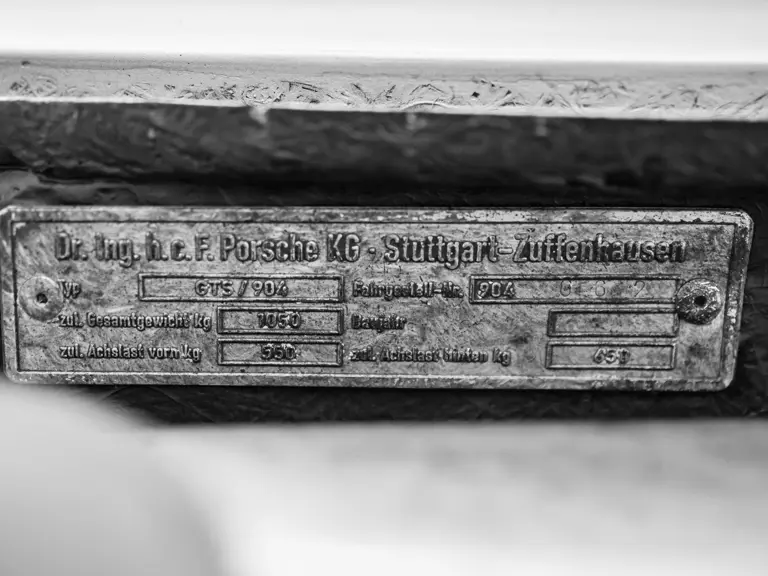 Dr. Ing. h.c. F. Porsche KG · Stuttgart-Zuffenhausen
Typ GTS / 904 Fahrgestell-Nr. 904 062
zul. Gesamtgewicht kg 1050 Baujahr
zul. Achslast vorn kg 550 zul. Achslast hinten kg 650